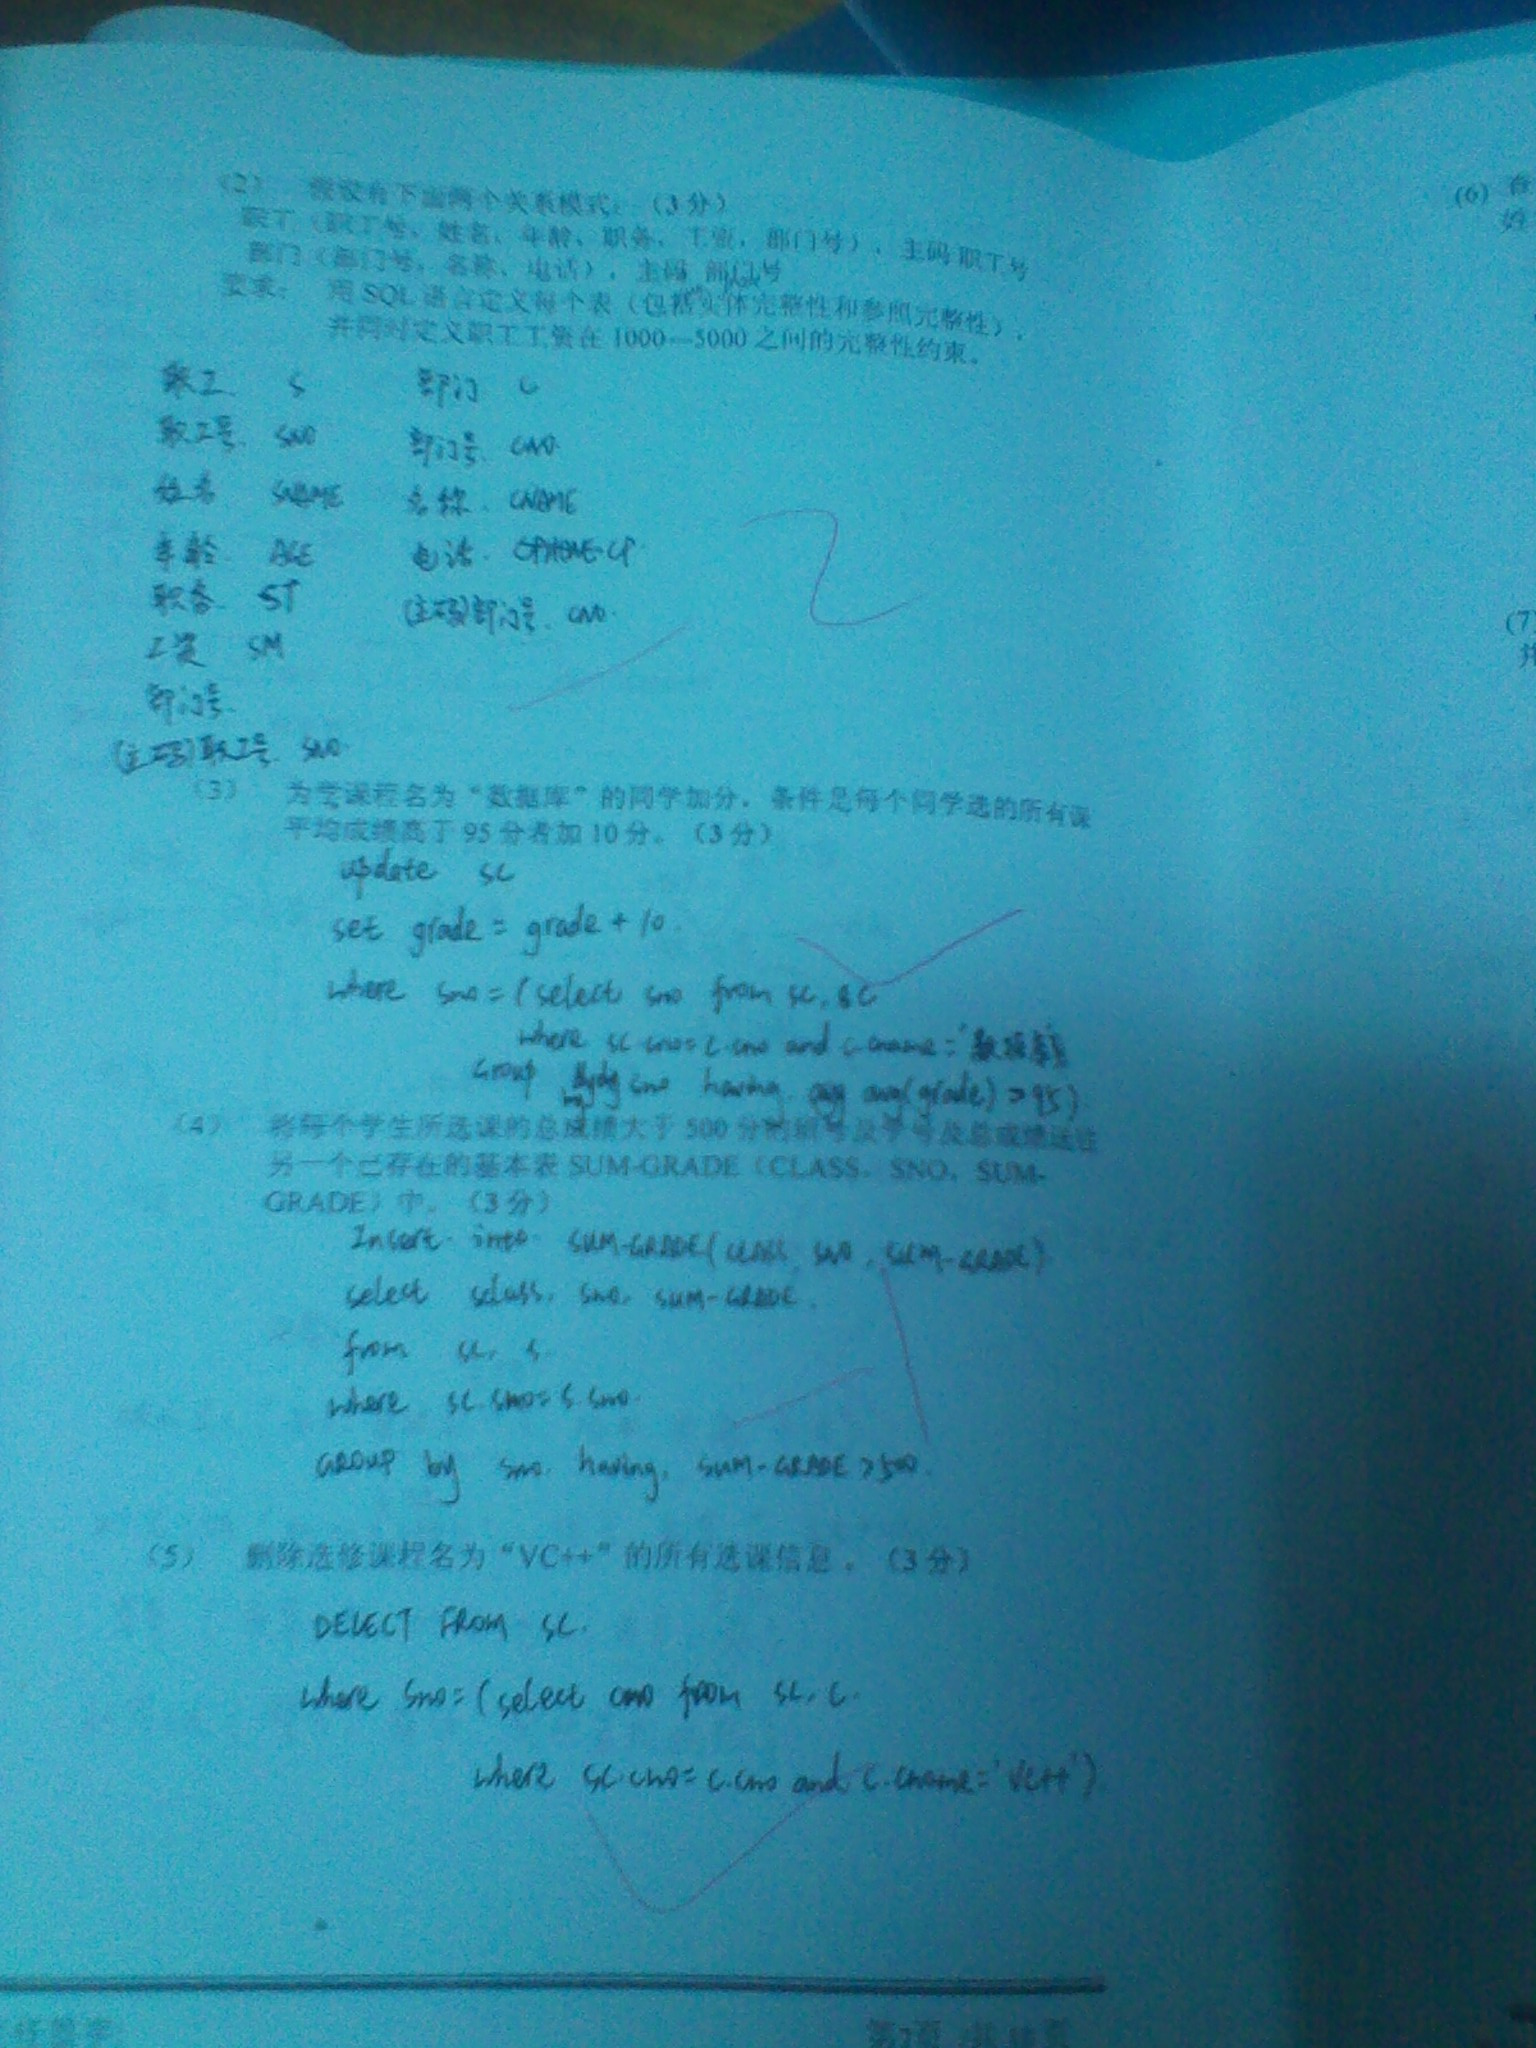 (2) 假设有下面两个关系模式：(3分)
职工（职工号，姓名，年龄，职务，工资，部门号），主码 职工号
部门（部门号，名称，电话），主码 部门号
要求： 用SQL语言定义每个表（包括实体完整性和参照完整性），
并同时定义职工工资在1000—5000之间的完整性约束。
职工 S 部门 C
职工号 SNO 部门号 CNO
姓名 SNAME 名称 CNAME
年龄 AGE 电话 CP
职务 ST (主码)部门号 CNO
工资 SM
部门号
(主码)职工号 SNO
(3) 为学课程名为“数据库”的同学加分，条件是每个同学选的所有课
平均成绩高于95分者加10分。(3分)
update sc
set grade = grade + 10
where sno = (select sno from sc, c
where sc.cno = c.cno and c.cname = '数据库'
Group by sno having avg(grade) > 95)
(4) 将每个学生所选课的总成绩大于500分的班号及学号及总成绩送往
另一个已存在的基本表SUM-GRADE（CLASS，SNO，SUM-
GRADE）中。(3分)
Insert into SUM-GRADE(CLASS, SNO, SUM-GRADE)
select sclass, sno, SUM-GRADE
from sc, s
where sc.sno = s.sno
GROUP by sno having SUM-GRADE > 500
(5) 删除选修课程名为“VC++”的所有选课信息。(3分)
DELECT FROM SC.
where sno = (select cno from sc, c
where sc.cno = c.cno and c.cname = 'VC++')
(6) 在
姓
(7)
并